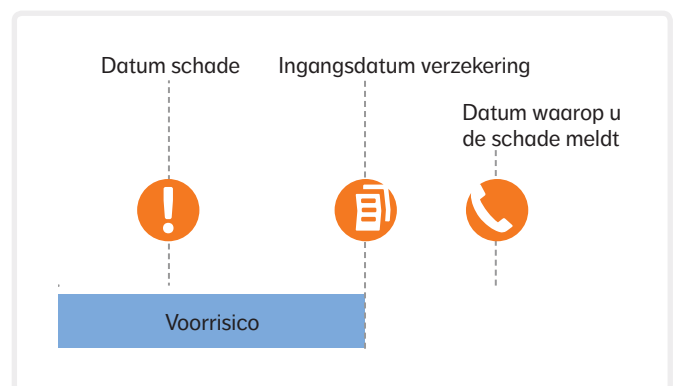 Datum schade
Ingangsdatum verzekering
Datum waarop u
de schade meldt
Voorrisico